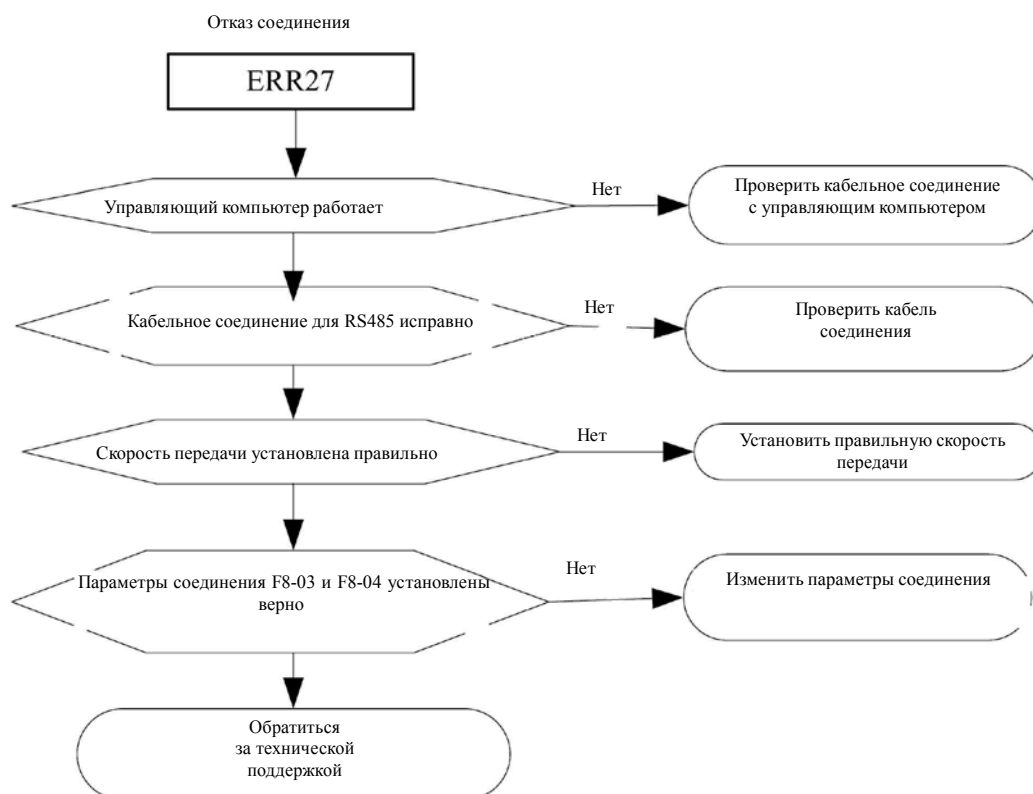 Отказ соединения
ERR27
Управляющий компьютер работает
Нет
Проверить кабельное соединение
с управляющим компьютером
Кабельное соединение для RS485 исправно
Нет
Проверить кабель
соединения
Скорость передачи установлена правильно
Нет
Установить правильную скорость
передачи
Параметры соединения F8-03 и F8-04 установлены
верно
Нет
Изменить параметры соединения
Обратиться
за технической
поддержкой